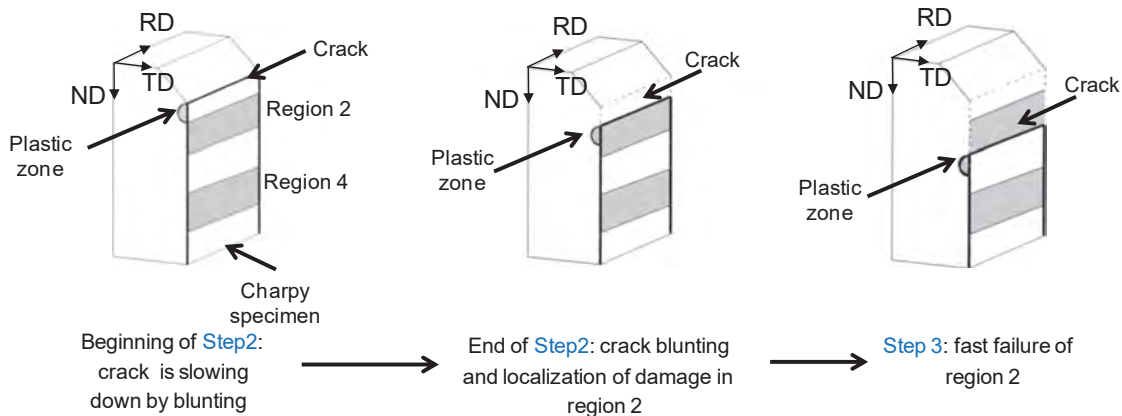 RD
TD
ND
Crack
Region 2
Plastic
zone
Region 4
Charpy
specimen
Beginning of Step2:
crack is slowing
down by blunting
RD
TD
ND
Crack
Plastic
zone
End of Step2: crack blunting
and localization of damage in
region 2
RD
TD
ND
Crack
Plastic
zone
Step 3: fast failure of
region 2